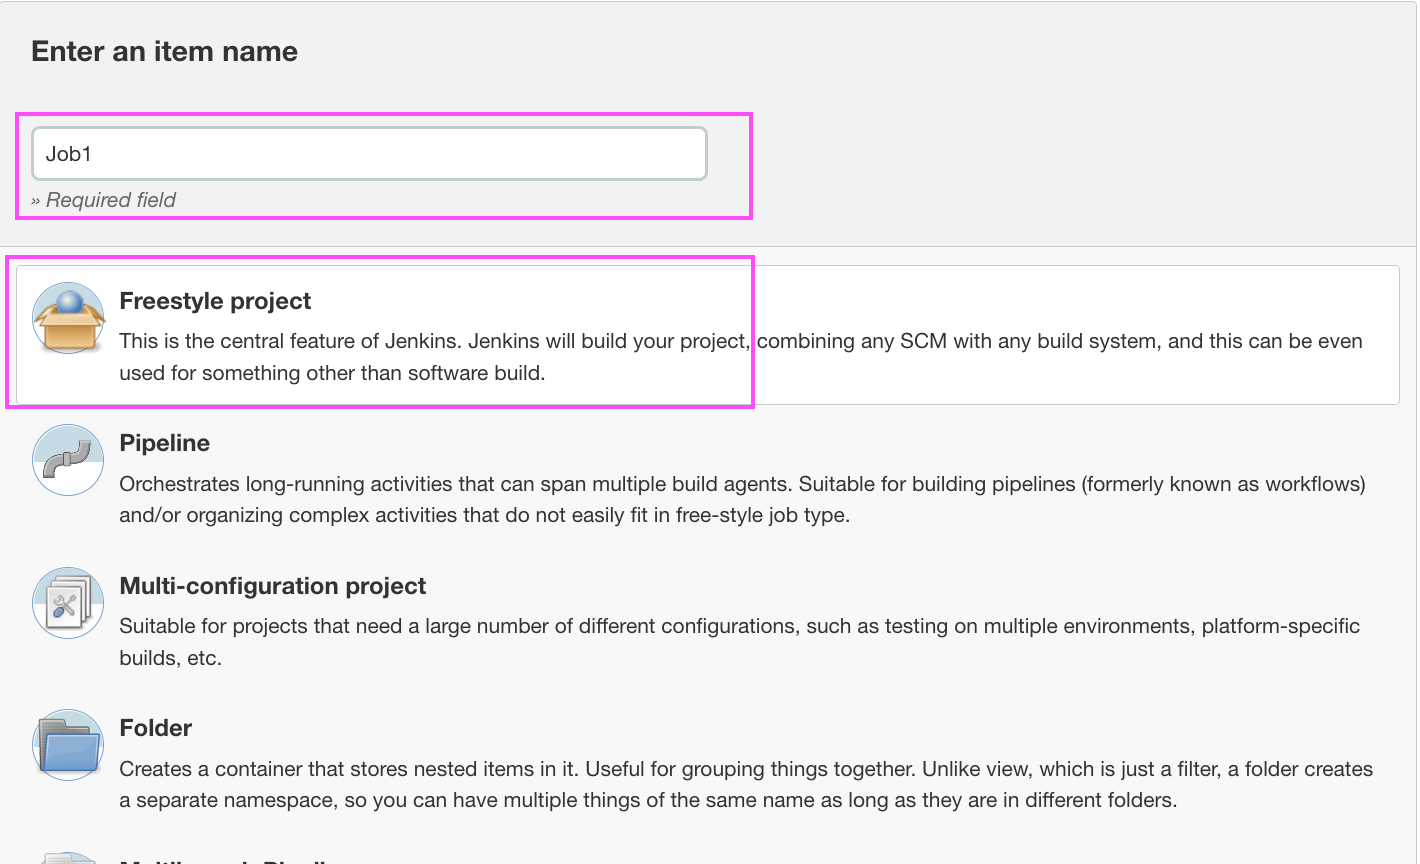 Enter an item name
Job1
» Required field
Freestyle project
This is the central feature of Jenkins. Jenkins will build your project, combining any SCM with any build system, and this can be even
used for something other than software build.
Pipeline
Orchestrates long-running activities that can span multiple build agents. Suitable for building pipelines (formerly known as workflows)
and/or organizing complex activities that do not easily fit in free-style job type.
Multi-configuration project
Suitable for projects that need a large number of different configurations, such as testing on multiple environments, platform-specific
builds, etc.
Folder
Creates a container that stores nested items in it. Useful for grouping things together. Unlike view, which is just a filter, a folder creates
a separate namespace, so you can have multiple things of the same name as long as they are in different folders.